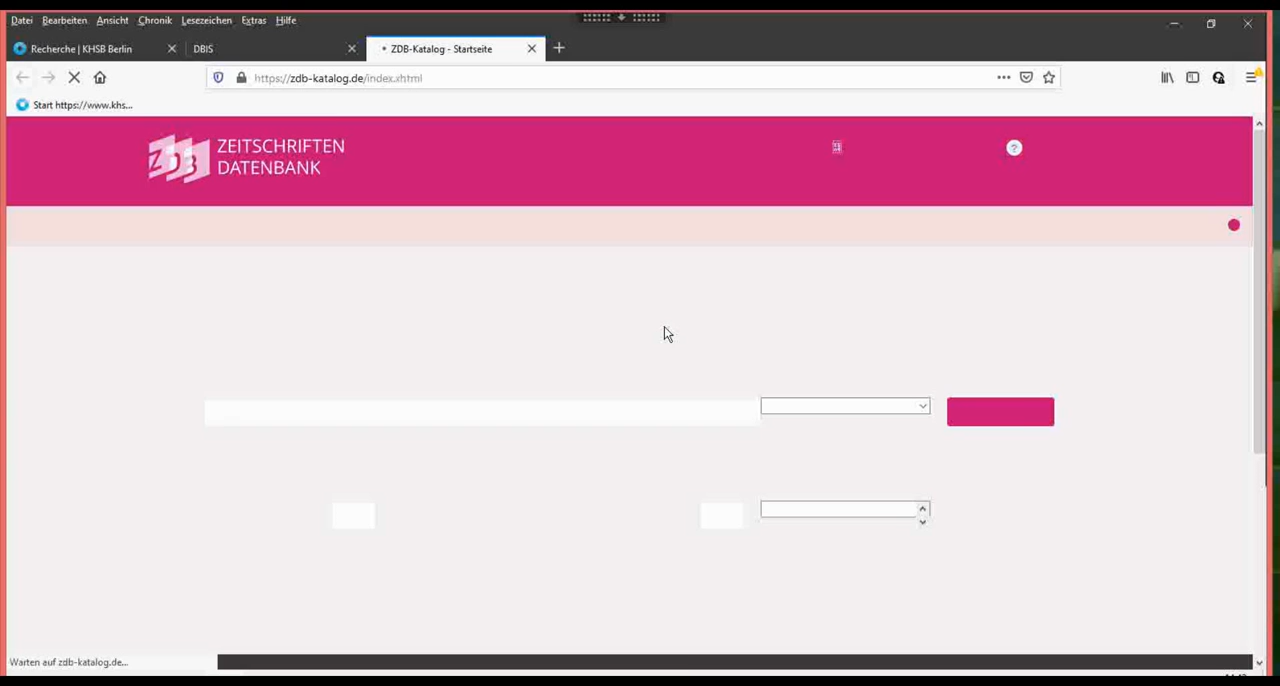 Datei Bearbeiten Ansicht Chronik Lesezeichen Extras Hilfe
Recherche | KHSB Berlin
DBIS
ZDB-Katalog - Startseite
https://zdb-katalog.de/index.xhtml
Start https://www.khs...
ZDB
ZEITSCHRIFTEN
DATENBANK
?
Warten auf zdb-katalog.de...